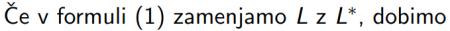 Če v formuli (1) zamenjamo L z L*, dobimo